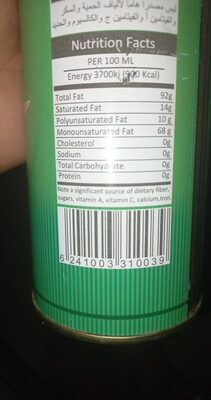 ليس مصدرا هاما لألياف الحمية والسكر
والفيتامين أ والفيتامين ج والكالسيوم والحديد
Nutrition Facts
PER 100 ML
Energy 3700kj (900 Kcal)
Total Fat 92g
Saturated Fat 14g
Polyunsaturated Fat 10 g
Monounsaturated Fat 68 g
Cholesterol 0g
Sodium 0g
Total Carbohydrate 0g
Protein 0g
Note a significant source of dietary fiber,
sugars, vitamin A, vitamin C, calcium,Iron.
6 241003 310039